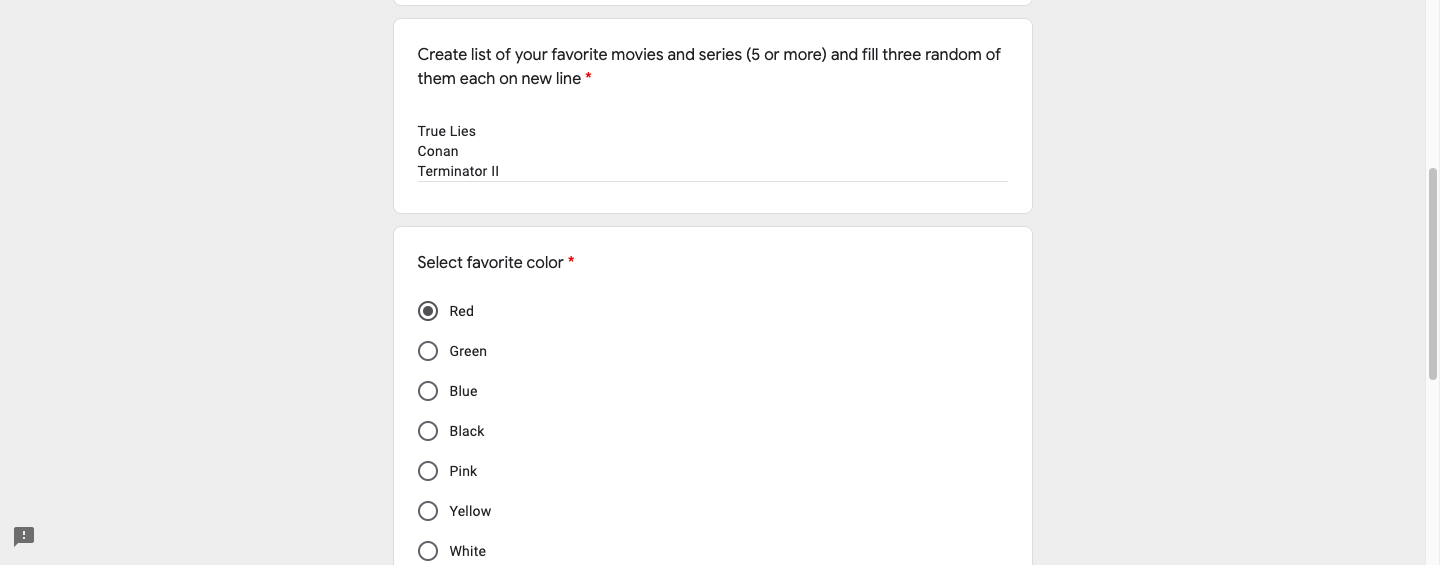 Create list of your favorite movies and series (5 or more) and fill three random of
them each on new line *
True Lies
Conan
Terminator II
Select favorite color *
Red
Green
Blue
Black
Pink
Yellow
White